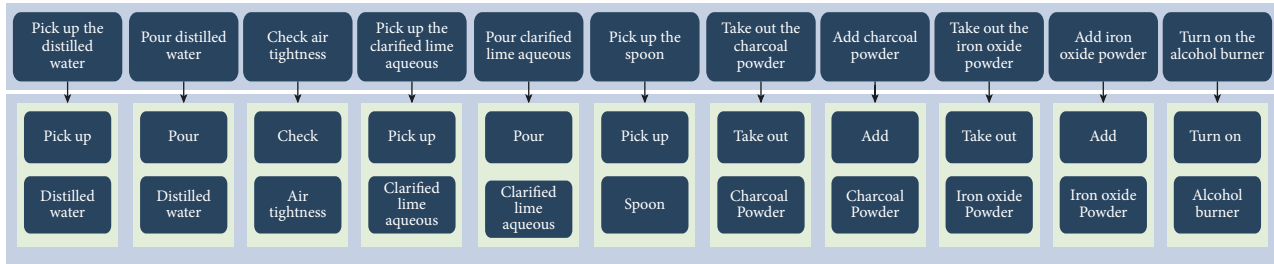 Pick up the
distilled
water
Pour distilled
water
Check air
tightness
Pick up
the clarified lime
aqueous
Pour clarified
lime aqueous
Pick up the
spoon
Take out the
charcoal
powder
Add charcoal
powder
Take out the
iron oxide
powder
Add iron
oxide powder
Turn on the
alcohol burner
Pick up
Pour
Check
Pick up
Pour
Pick up
Take out
Add
Take out
Add
Turn on
Distilled
water
Distilled
water
Air
tightness
Clarified
lime
aqueous
Clarified
lime
aqueous
Spoon
Charcoal
Powder
Charcoal
Powder
Iron oxide
Powder
Iron oxide
Powder
Alcohol
burner